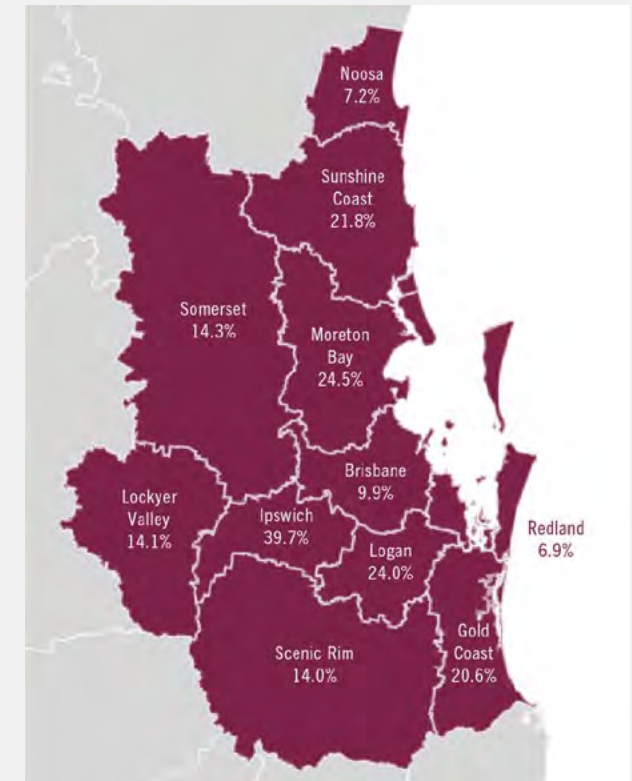 Noosa
7.2%
Sunshine
Coast
21.8%
Somerset
14.3%
Moreton
Bay
24.5%
Brisbane
9.9%
Lockyer
Valley
14.1%
Ipswich
39.7%
Logan
24.0%
Redland
6.9%
Scenic Rim
14.0%
Gold
Coast
20.6%